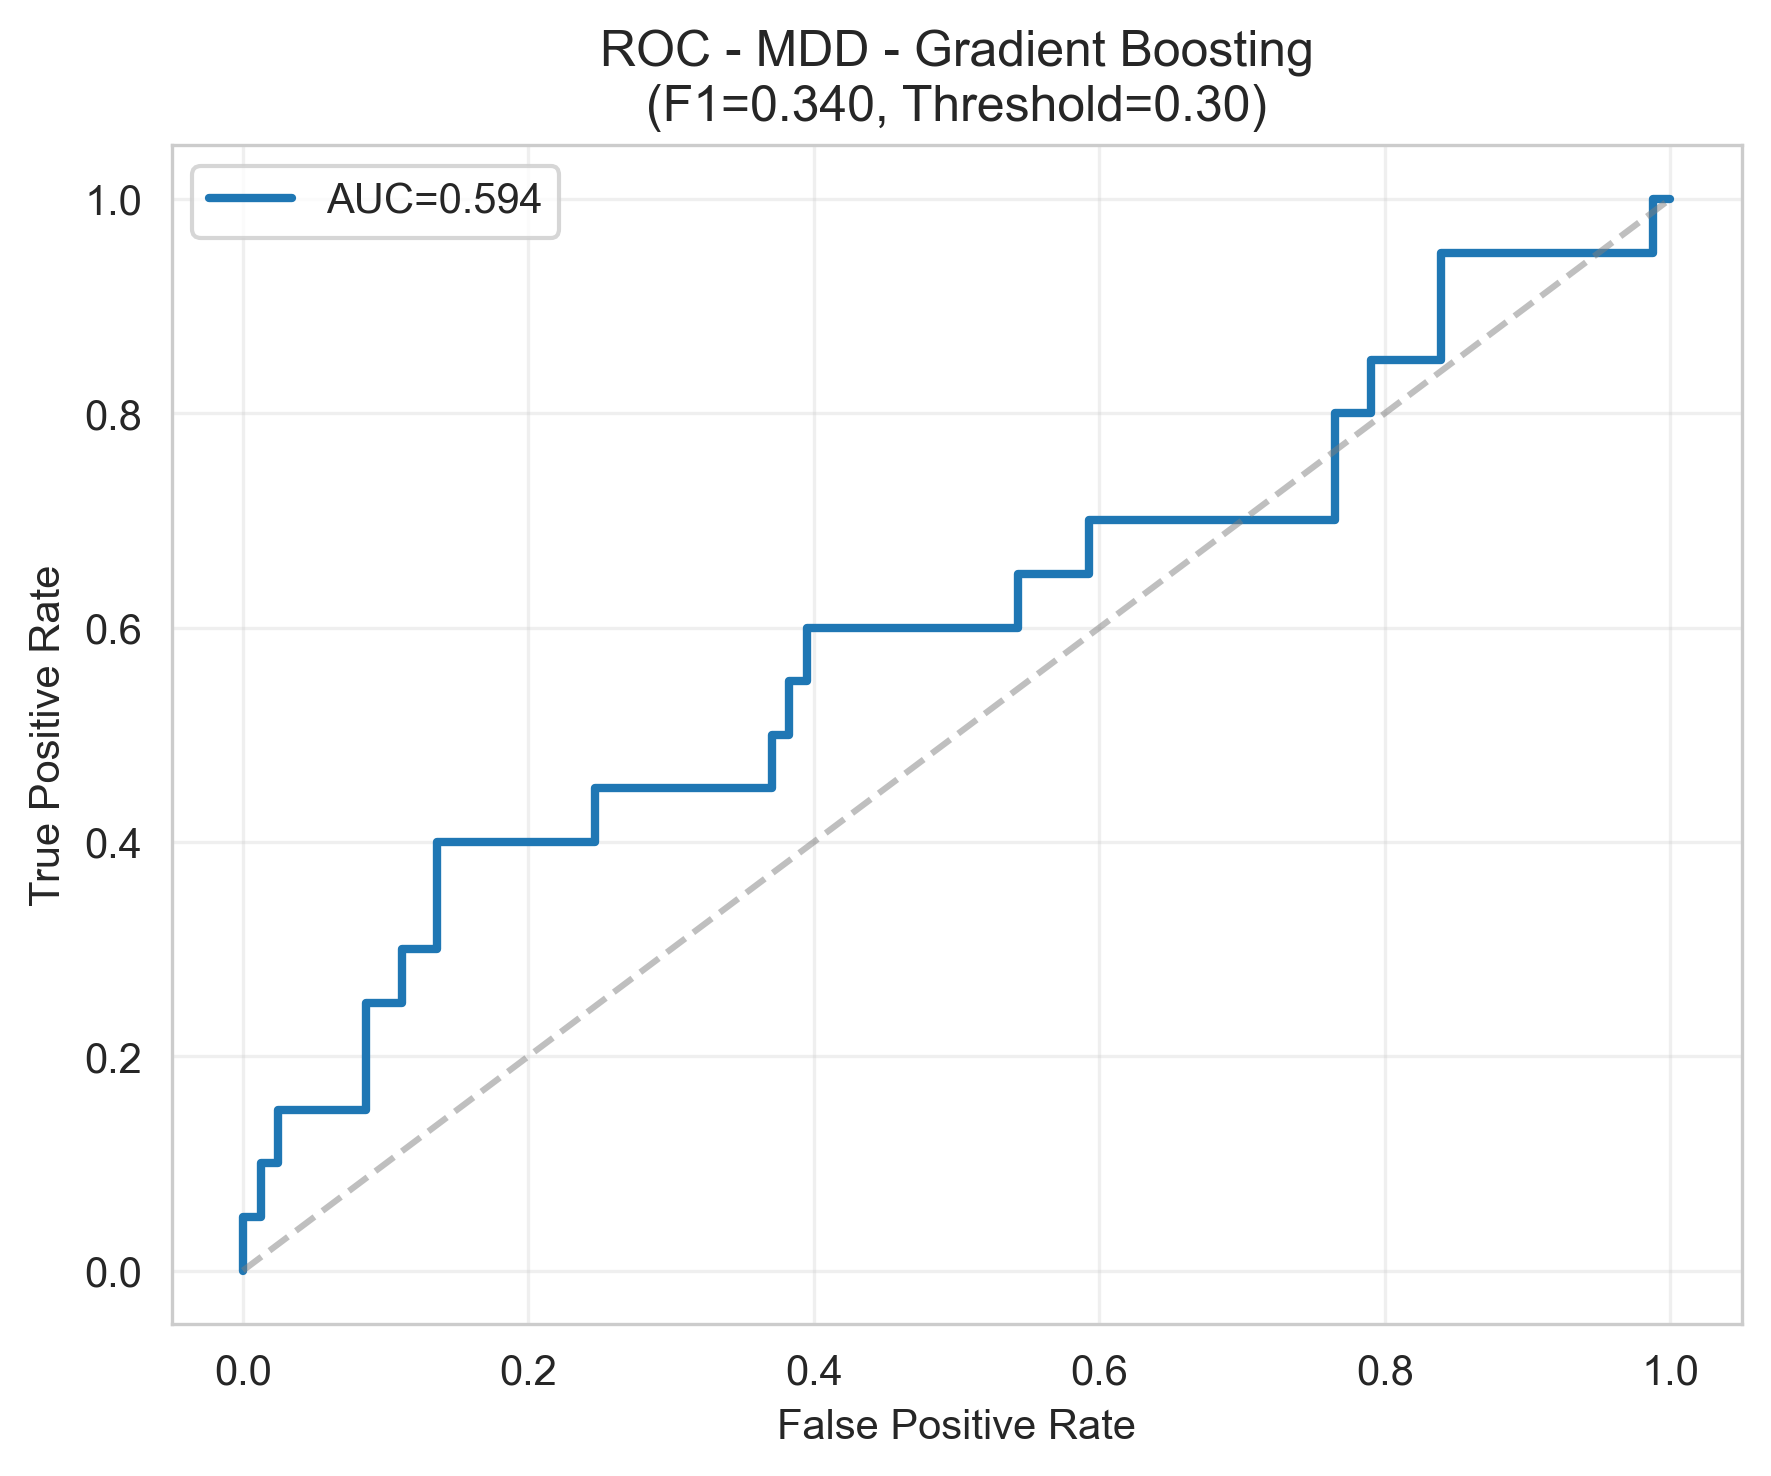 ROC - MDD - Gradient Boosting
(F1=0.340, Threshold=0.30)
AUC=0.594
1.0
0.8
0.6
0.4
0.2
0.0
True Positive Rate
0.0 0.2 0.4 0.6 0.8 1.0
False Positive Rate